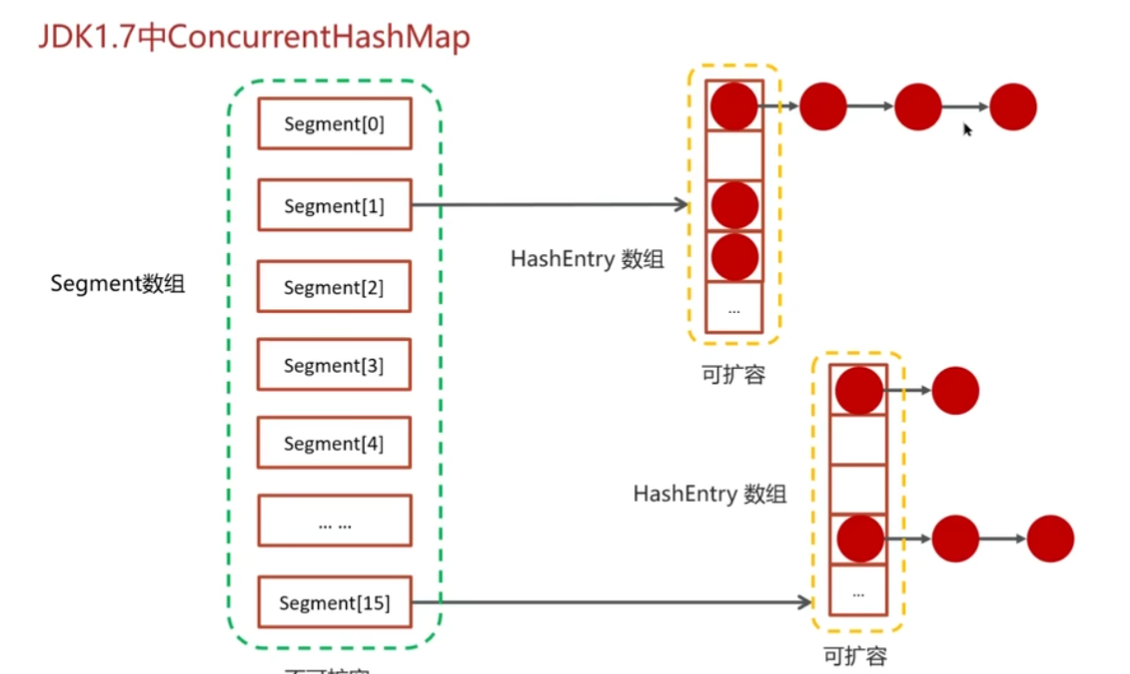 JDK1.7中ConcurrentHashMap
Segment数组
Segment[0]
Segment[1]
Segment[2]
Segment[3]
Segment[4]
... ...
Segment[15]
HashEntry 数组
...
可扩容
HashEntry 数组
...
可扩容